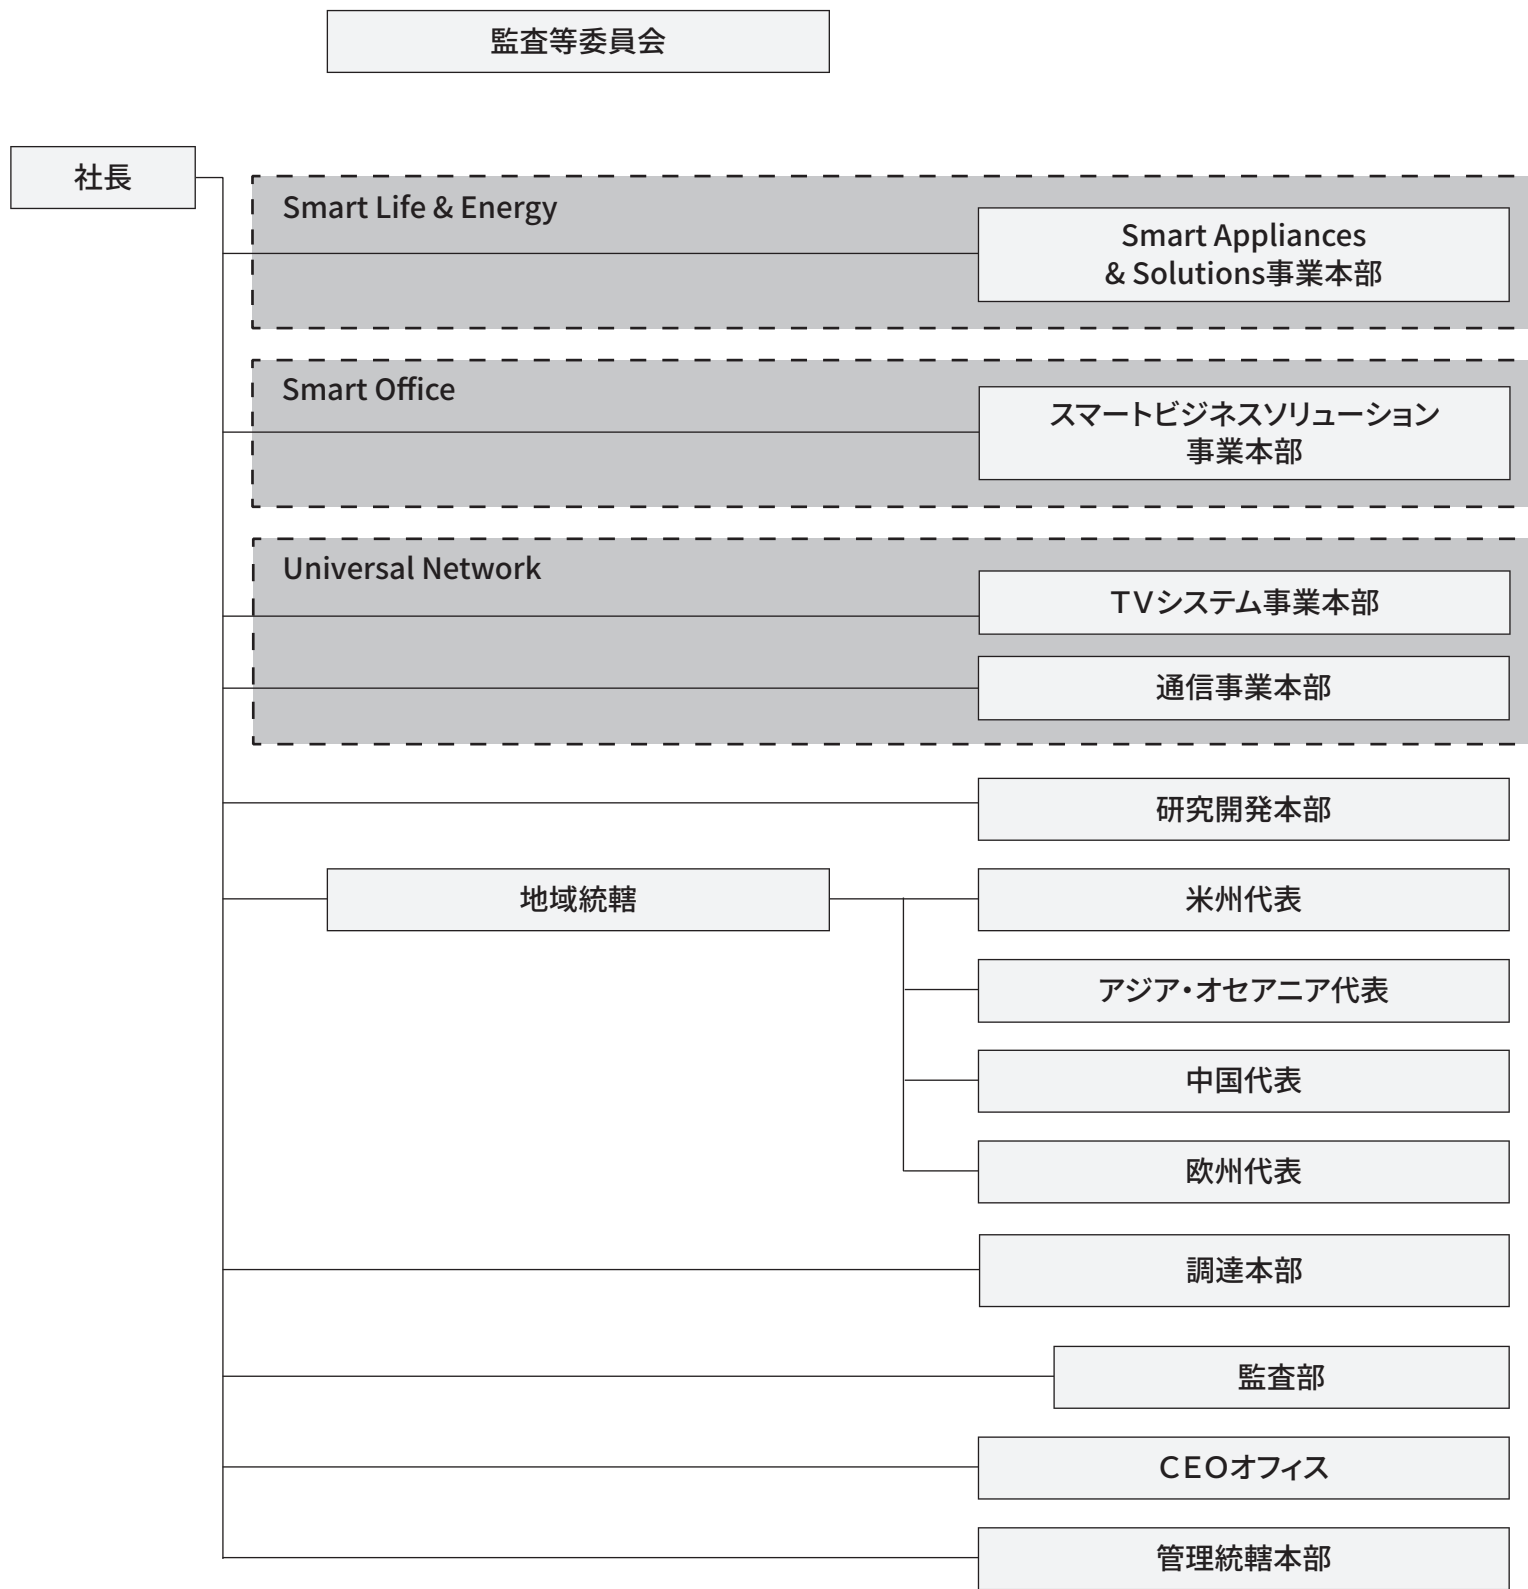 監査等委員会
社長
Smart Life & Energy
Smart Appliances
& Solutions事業本部
Smart Office
スマートビジネスソリューション
事業本部
Universal Network
ＴＶシステム事業本部
通信事業本部
研究開発本部
地域統轄
米州代表
アジア・オセアニア代表
中国代表
欧州代表
調達本部
監査部
ＣＥＯオフィス
管理統轄本部